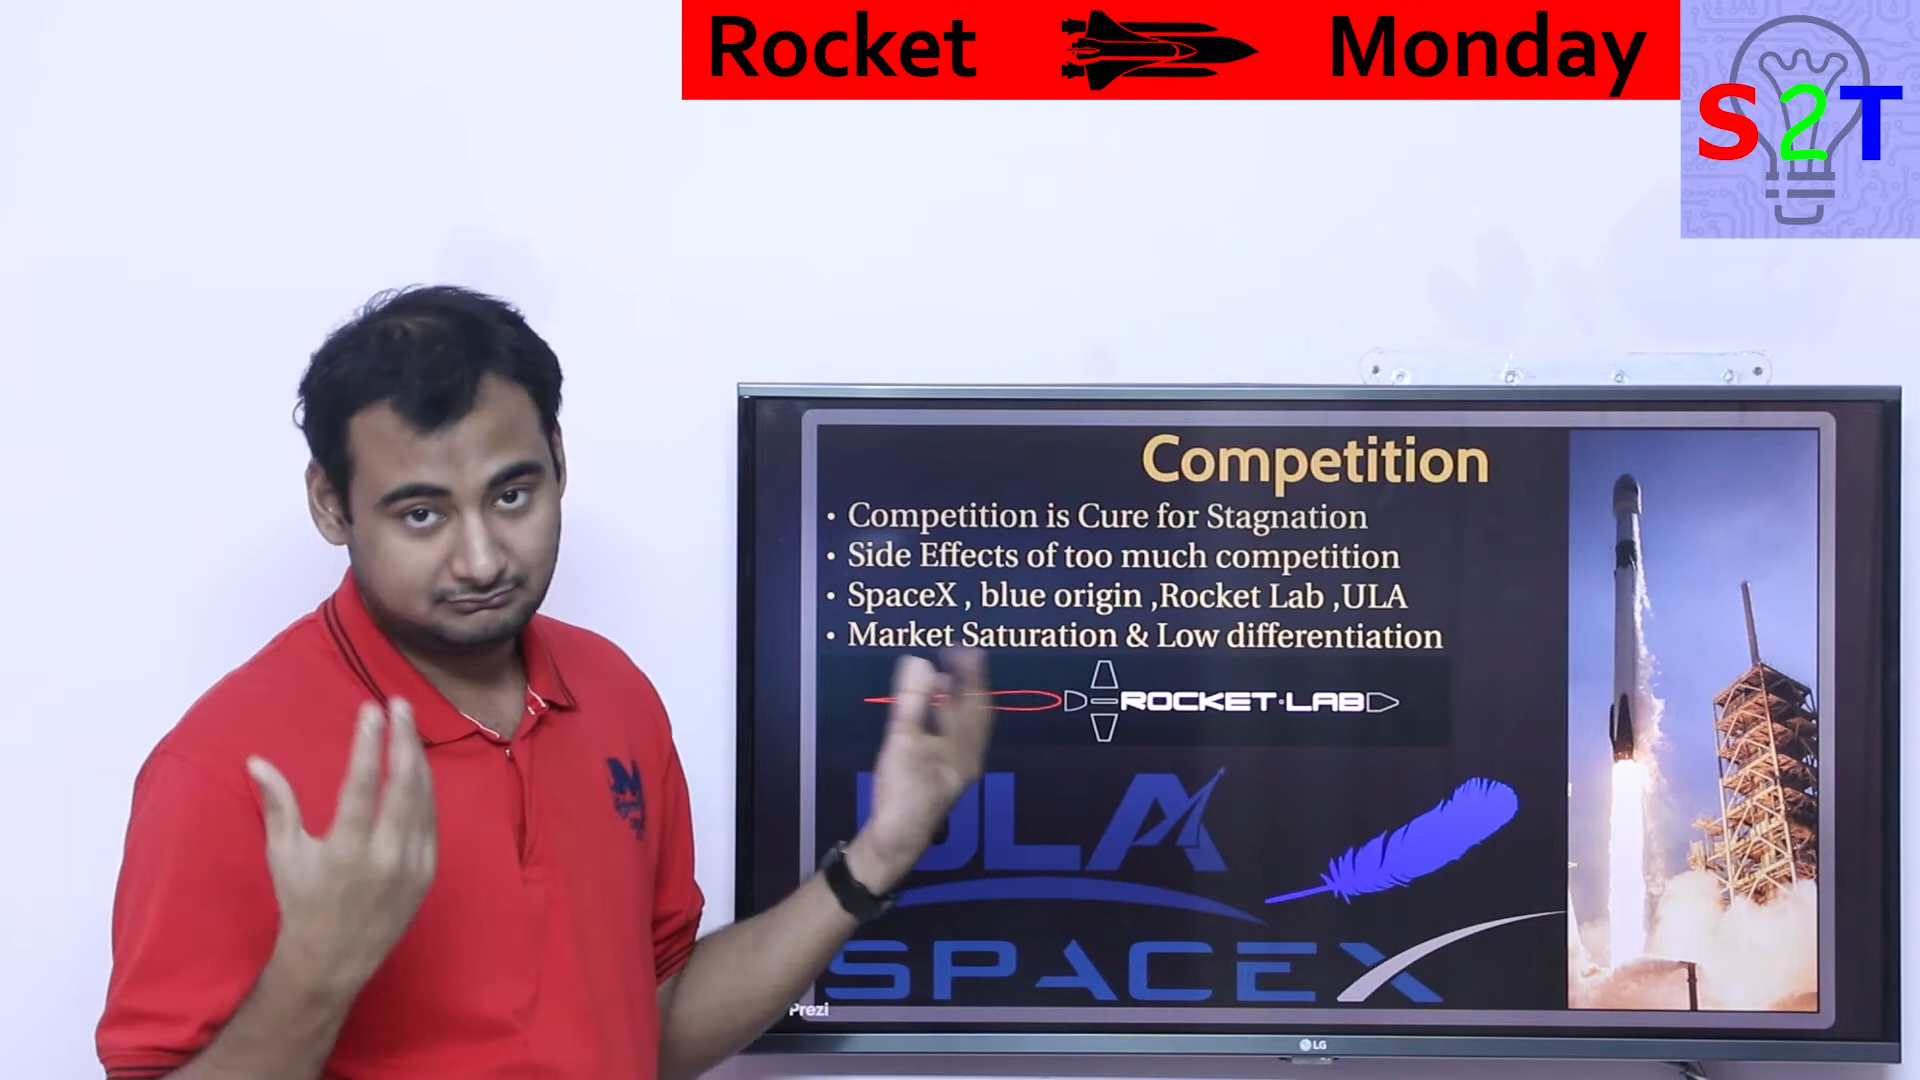 Rocket Monday
S2T
Competition
• Competition is Cure for Stagnation
• Side Effects of too much competition
• SpaceX , blue origin ,Rocket Lab ,ULA
• Market Saturation & Low differentiation
ROCKET·LAB
ULA
SPACEX
Prezi
LG